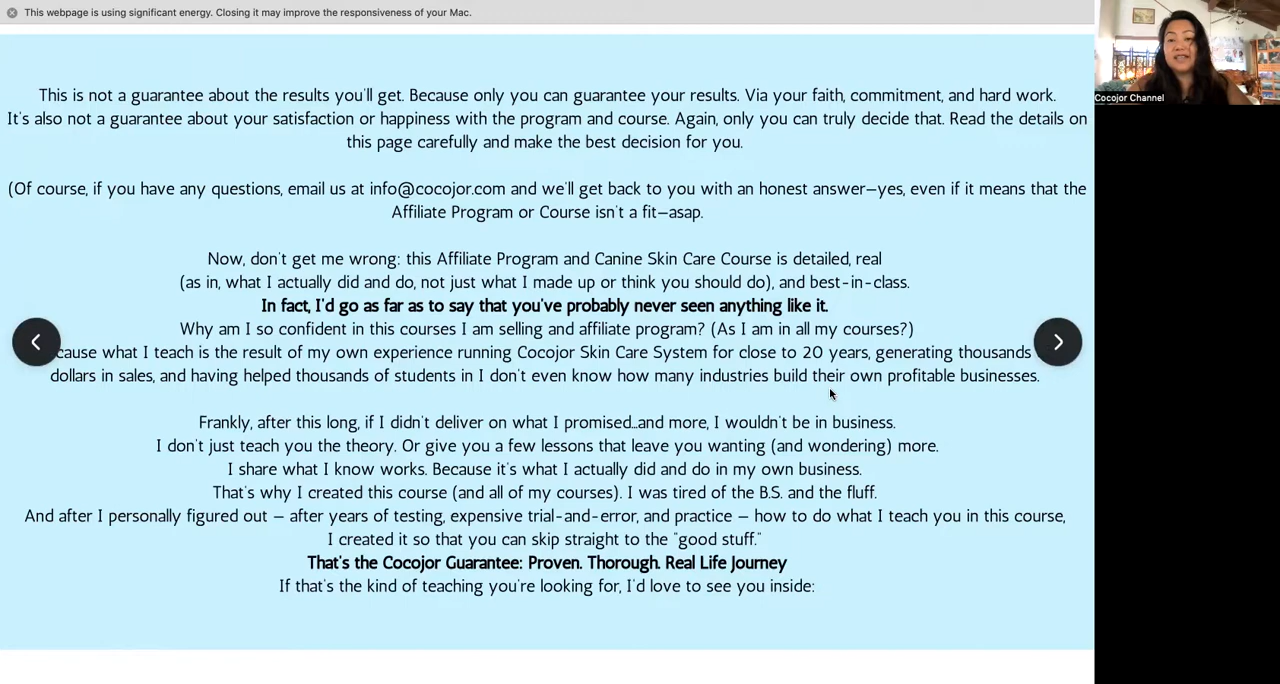 This webpage is using significant energy. Closing it may improve the responsiveness of your Mac.
Cocojor Channel
This is not a guarantee about the results you'll get. Because only you can guarantee your results. Via your faith, commitment, and hard work.
It's also not a guarantee about your satisfaction or happiness with the program and course. Again, only you can truly decide that. Read the details on
this page carefully and make the best decision for you.
(Of course, if you have any questions, email us at info@cocojor.com and we'll get back to you with an honest answer—yes, even if it means that the
Affiliate Program or Course isn't a fit—asap.
Now, don't get me wrong: this Affiliate Program and Canine Skin Care Course is detailed, real
(as in, what I actually did and do, not just what I made up or think you should do), and best-in-class.
In fact, I'd go as far as to say that you've probably never seen anything like it.
Why am I so confident in this courses I am selling and affiliate program? (As I am in all my courses?)
cause what I teach is the result of my own experience running Cocojor Skin Care System for close to 20 years, generating thousands
dollars in sales, and having helped thousands of students in I don't even know how many industries build their own profitable businesses.
Frankly, after this long, if I didn't deliver on what I promised...and more, I wouldn't be in business.
I don't just teach you the theory. Or give you a few lessons that leave you wanting (and wondering) more.
I share what I know works. Because it's what I actually did and do in my own business.
That's why I created this course (and all of my courses). I was tired of the B.S. and the fluff.
And after I personally figured out — after years of testing, expensive trial-and-error, and practice — how to do what I teach you in this course,
I created it so that you can skip straight to the "good stuff."
That's the Cocojor Guarantee: Proven. Thorough. Real Life Journey
If that's the kind of teaching you're looking for, I'd love to see you inside: